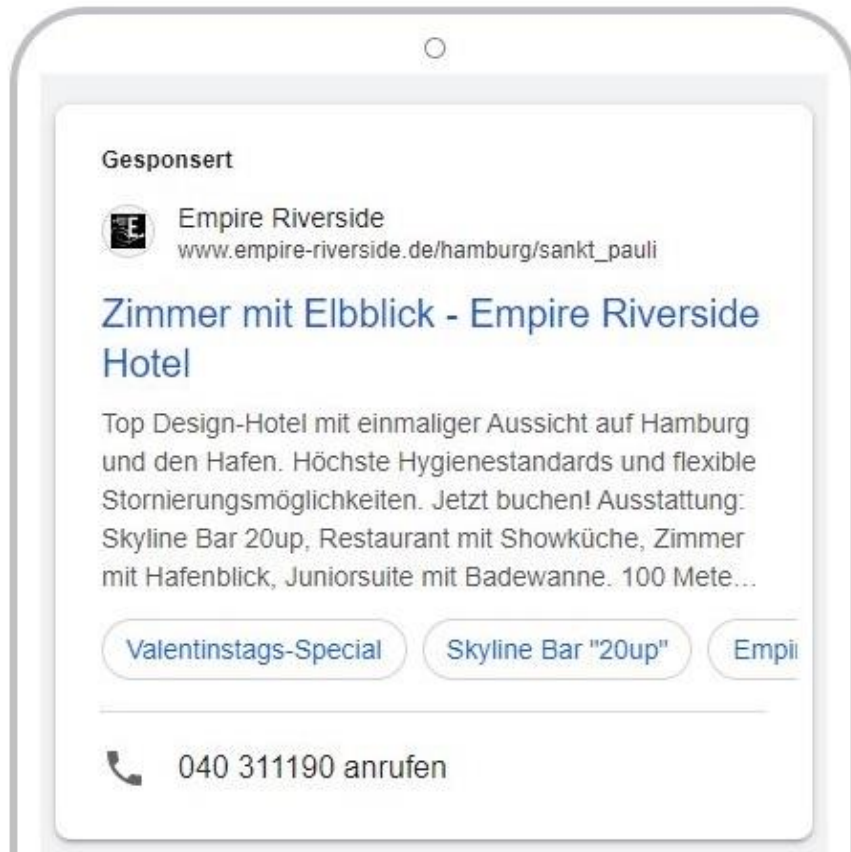 Gesponsert
Empire Riverside
www.empire-riverside.de/hamburg/sankt_pauli
Zimmer mit Elbblick - Empire Riverside
Hotel
Top Design-Hotel mit einmaliger Aussicht auf Hamburg
und den Hafen. Höchste Hygienestandards und flexible
Stornierungsmöglichkeiten. Jetzt buchen! Ausstattung:
Skyline Bar 20up, Restaurant mit Showküche, Zimmer
mit Hafenblick, Juniorsuite mit Badewanne. 100 Mete…
Valentinstags-Special Skyline Bar "20up" Empi
040 311190 anrufen